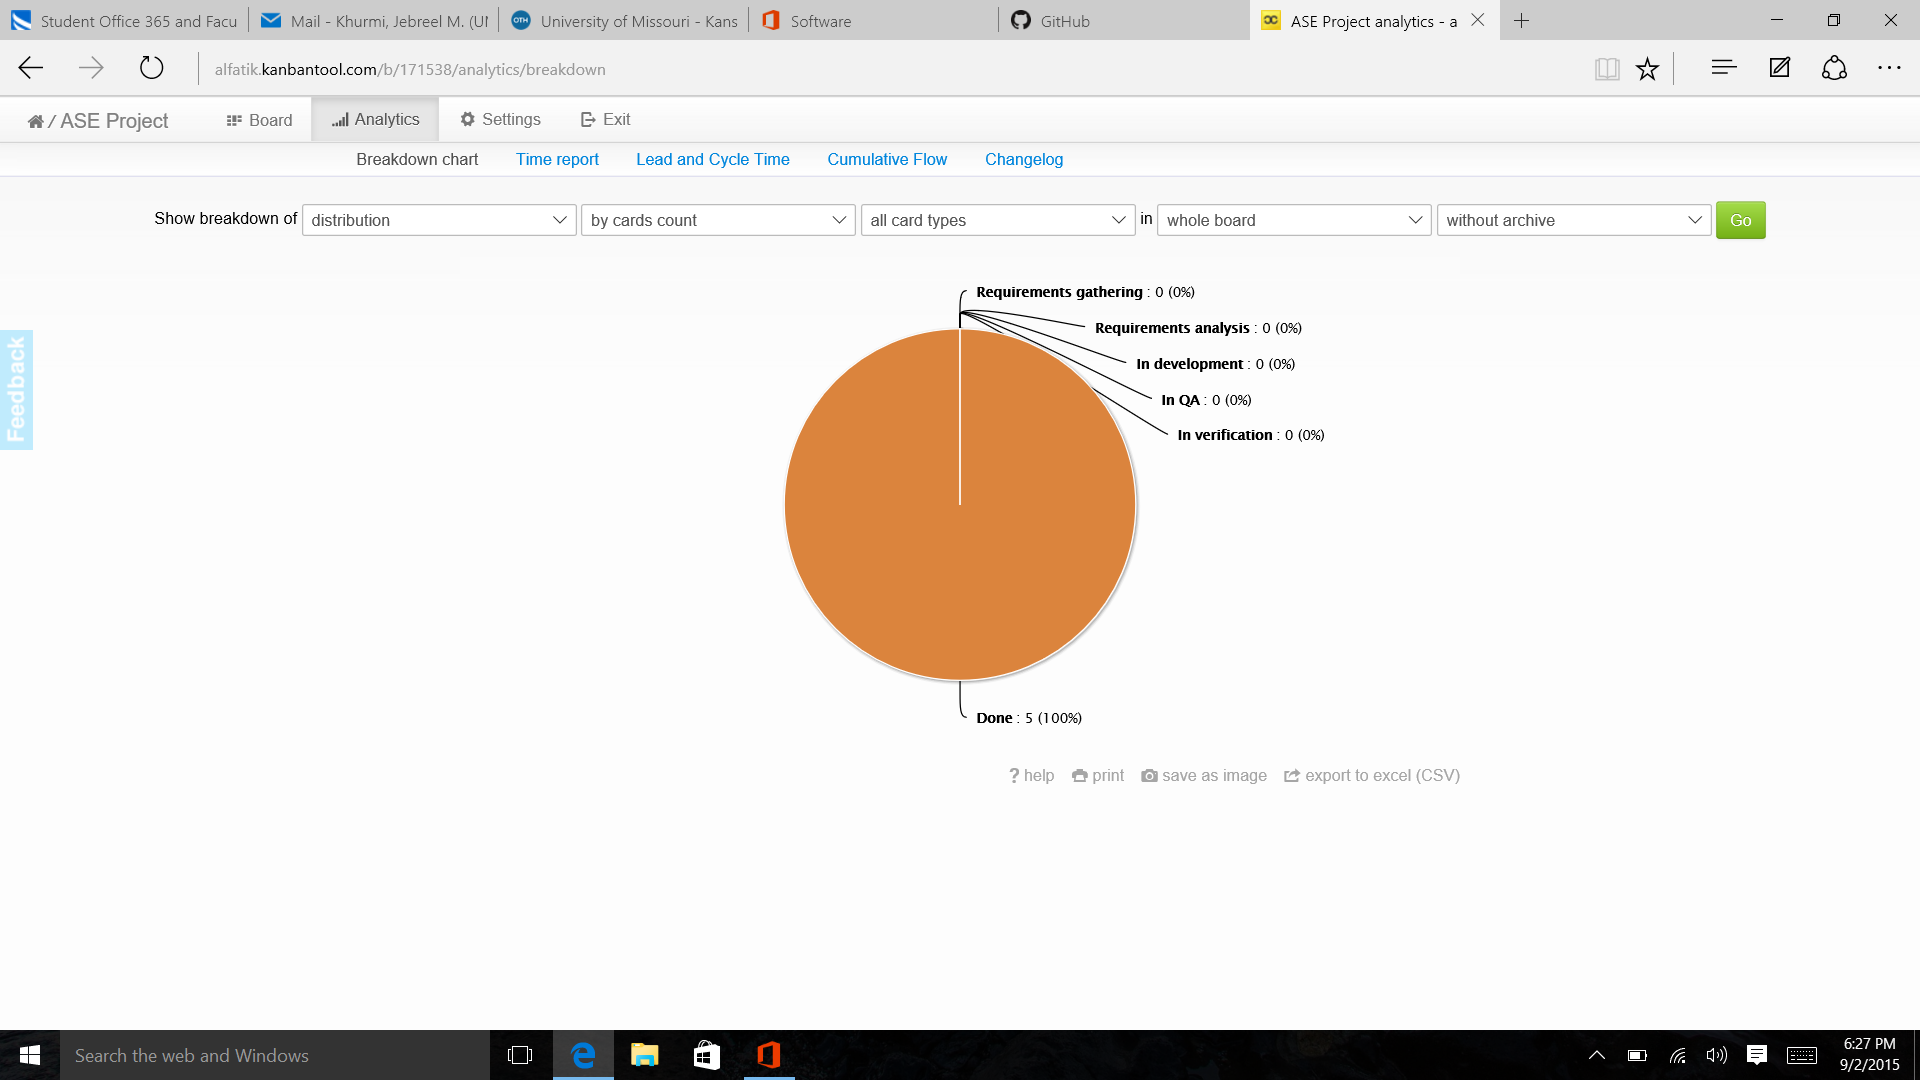 Student Office 365 and Facu
Mail - Khurmi, Jebreel M. (UM
OTH University of Missouri - Kans
Software
GitHub
ASE Project analytics - a
alfatik.kanbantool.com/b/171538/analytics/breakdown
/ ASE Project
Board
Analytics
Settings
Exit
Breakdown chart
Time report
Lead and Cycle Time
Cumulative Flow
Changelog
Show breakdown of distribution by cards count all card types in whole board without archive Go
Feedback
Requirements gathering : 0 (0%)
Requirements analysis : 0 (0%)
In development : 0 (0%)
In QA : 0 (0%)
In verification : 0 (0%)
Done : 5 (100%)
? help print save as image export to excel (CSV)
Search the web and Windows
6:27 PM
9/2/2015